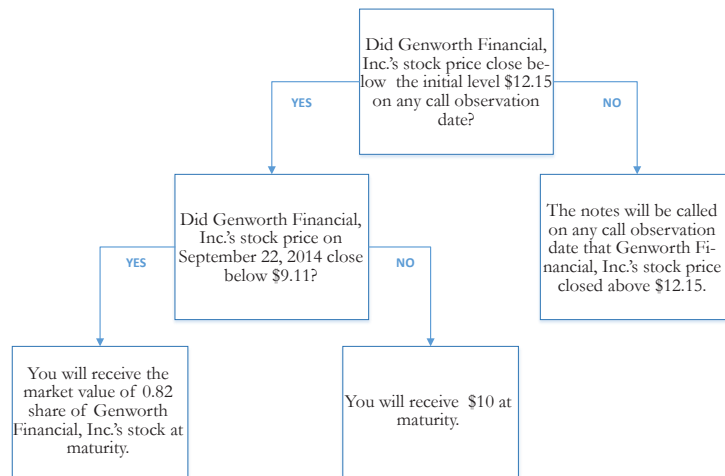 Did Genworth Financial,
Inc.'s stock price close be-
low the initial level $12.15
on any call observation
date?
YES
NO
Did Genworth Financial,
Inc.'s stock price on
September 22, 2014 close
below $9.11?
The notes will be called
on any call observation
date that Genworth Fi-
nancial, Inc.'s stock price
closed above $12.15.
YES
NO
You will receive the
market value of 0.82
share of Genworth
Financial, Inc.'s stock at
maturity.
You will receive $10 at
maturity.